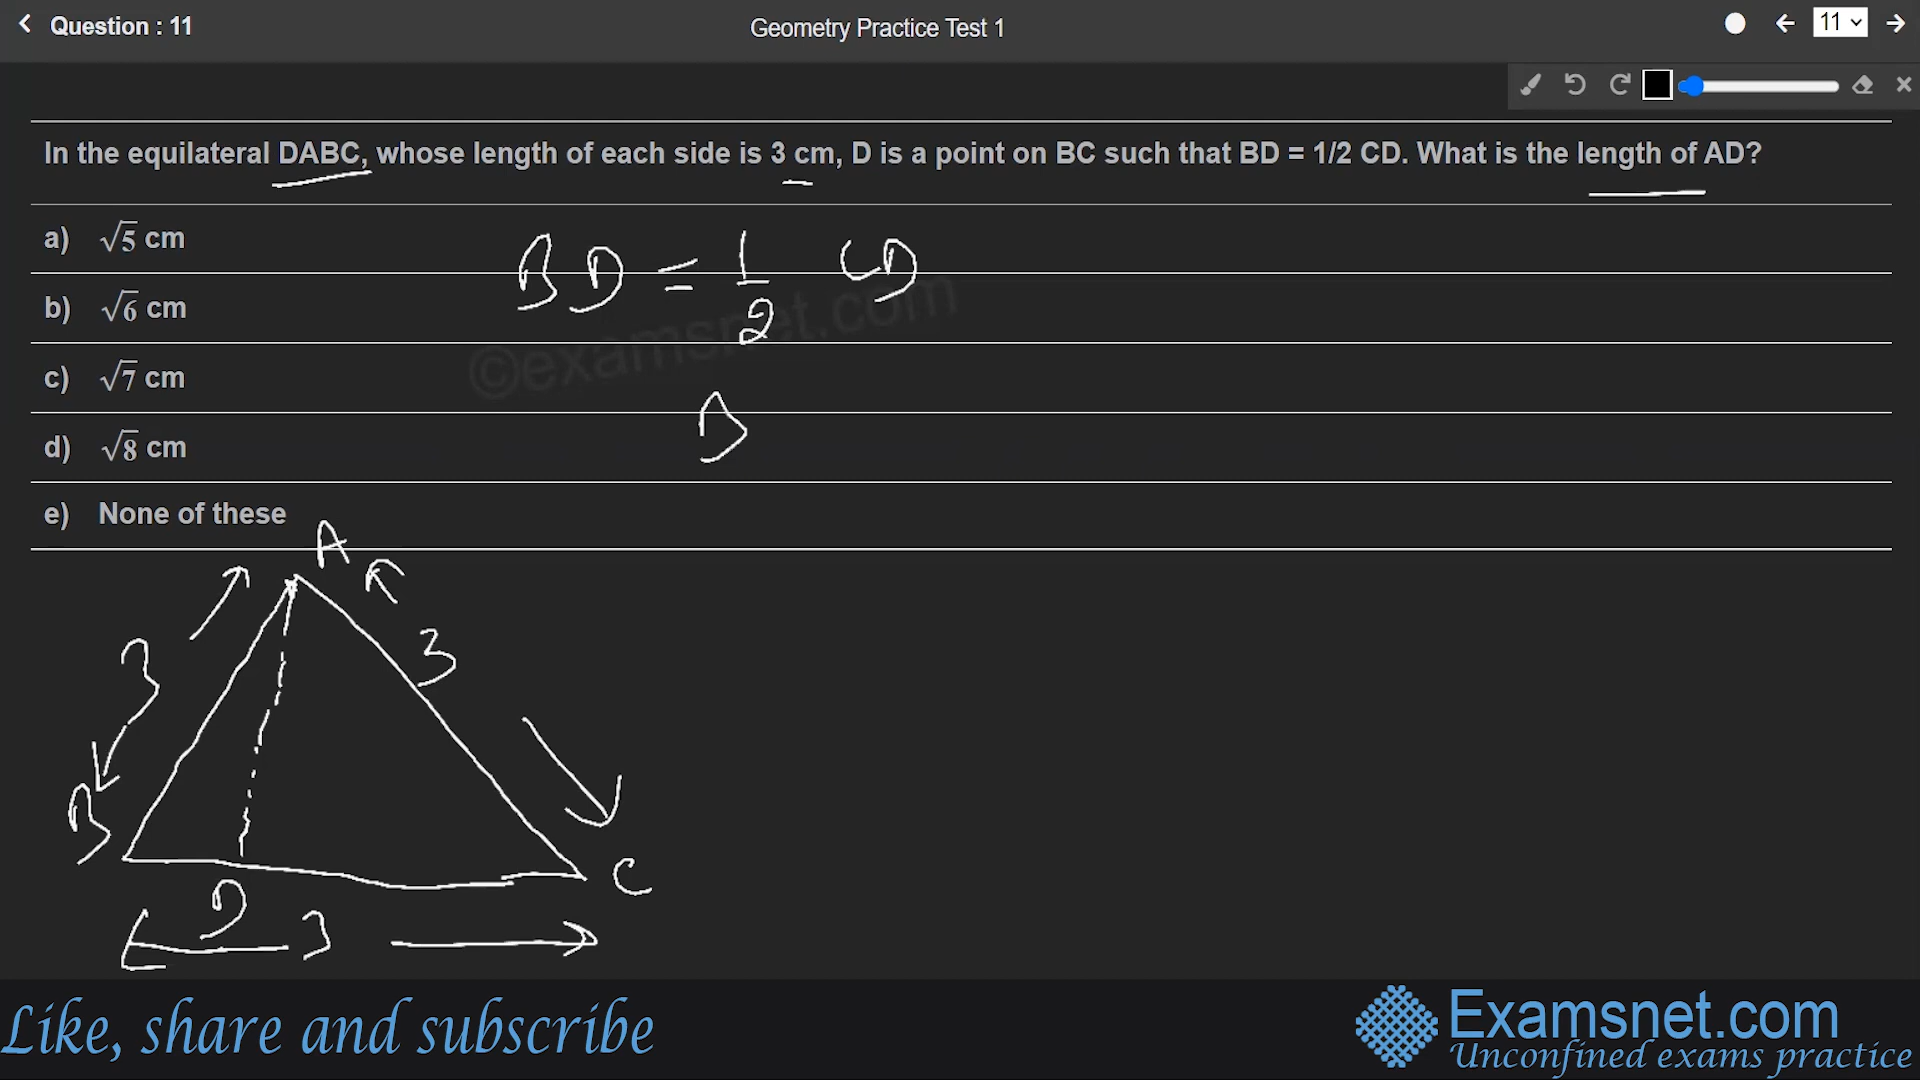 Question : 11
Geometry Practice Test 1
11
In the equilateral DABC, whose length of each side is 3 cm, D is a point on BC such that BD = 1/2 CD. What is the length of AD?
a) √5 cm
b) √6 cm
c) √7 cm
d) √8 cm
e) None of these
BD = 1/2 CD
B
©examsnet.com
A
3
3
B
C
D
3
Like, share and subscribe
Examsnet.com
Unconfined exams practice